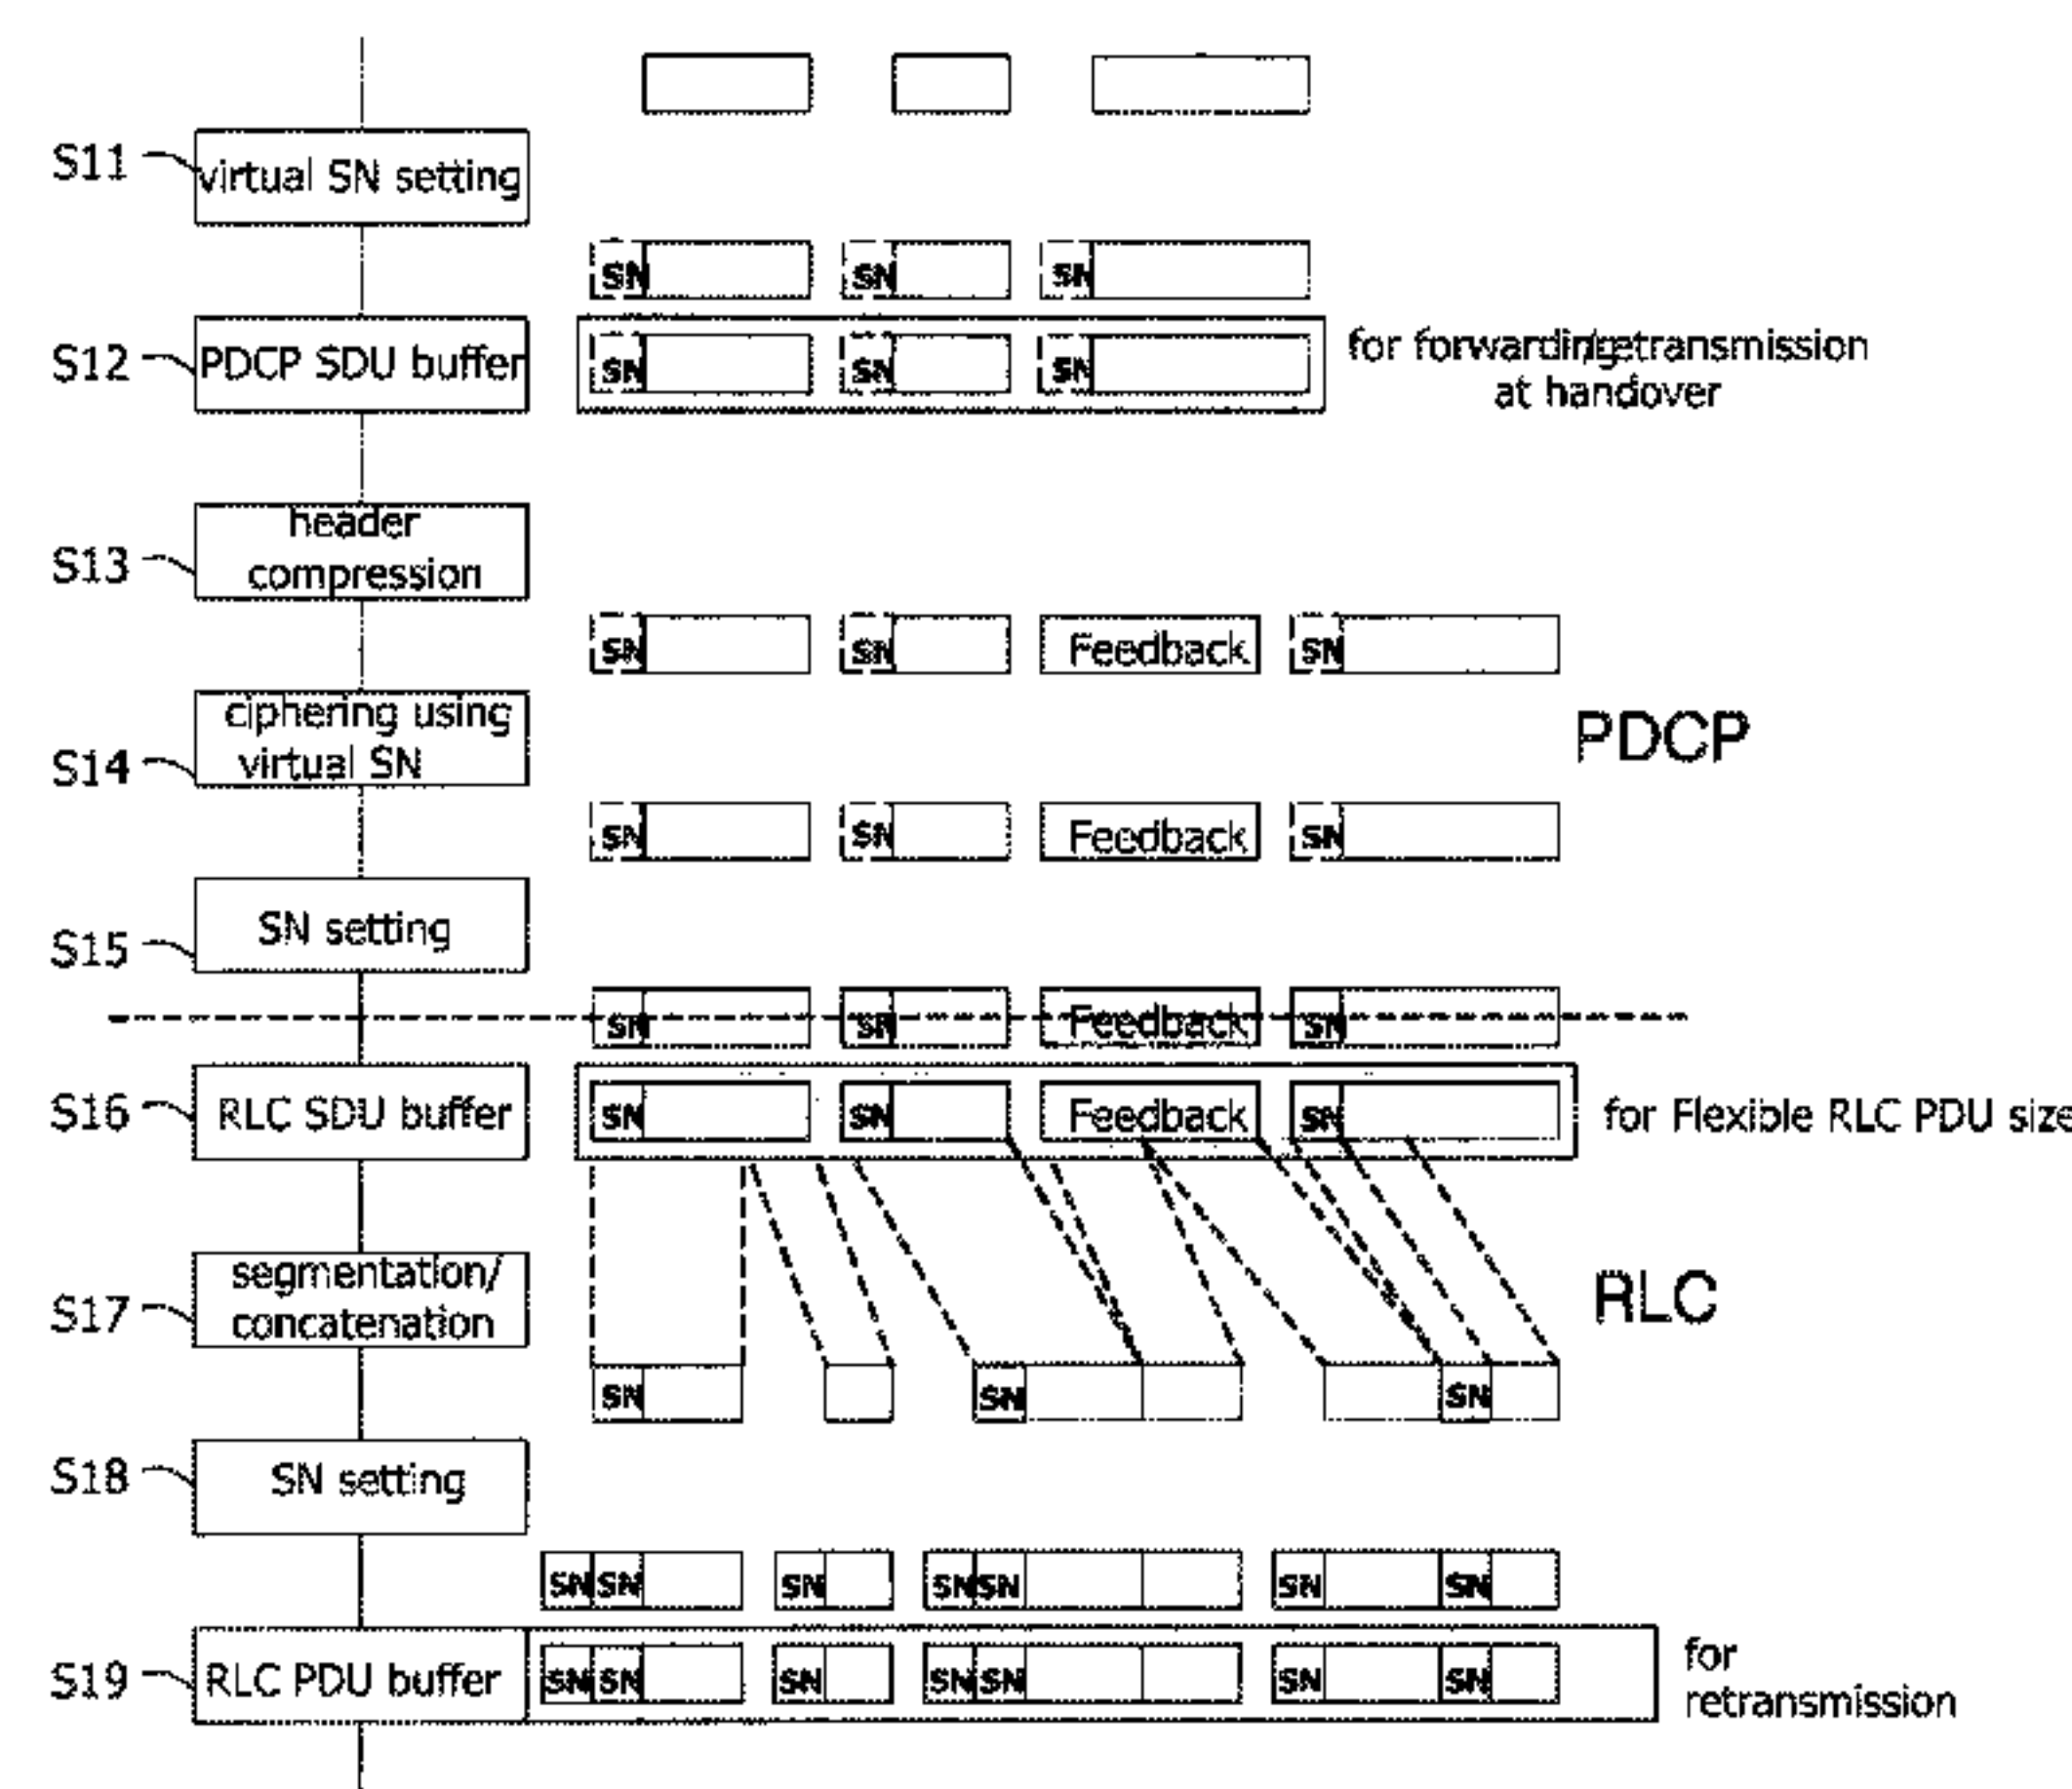 S11
virtual SN setting
SN SN SN
S12
PDCP SDU buffer
SN SN SN
for forwarding/retransmission
at handover
S13
header
compression
SN SN Feedback SN
S14
ciphering using
virtual SN
PDCP
SN SN Feedback SN
S15
SN setting
SN SN Feedback SN
S16
RLC SDU buffer
SN SN Feedback SN
for Flexible RLC PDU size
S17
segmentation/
concatenation
RLC
SN SN SN
S18
SN setting
SN SN SN SN SN SN SN
S19
RLC PDU buffer
SN SN SN SN SN SN SN
for
retransmission